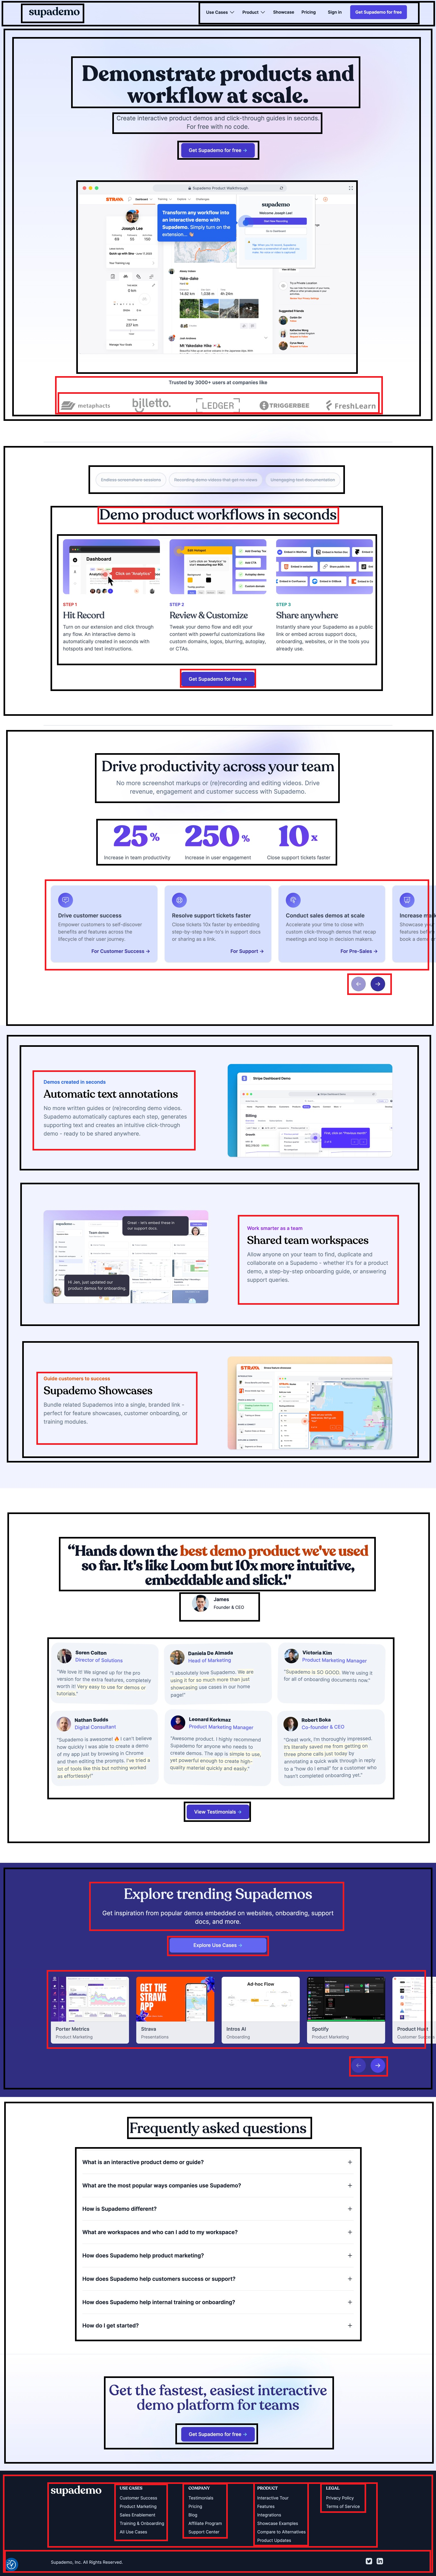 supademo
Use Cases Product Showcase Pricing Sign in Get Supademo for free
Demonstrate products and
workflow at scale.
Create interactive product demos and click-through guides in seconds.
For free with no code.
Get Supademo for free →
Supademo Product Walkthrough
STRAVA Dashboard Training Explore Challenges
supademo
Welcome Joseph Lee!
Joseph Lee
Transform any workflow into
an interactive demo with
Supademo. Simply turn on the
extension...
Trusted by 3000+ users at companies like
metaphacts billetto. LEDGER TRIGGERBEE FreshLearn
Endless screenshare sessions Recording demo videos that get no views Unengaging text documentation
Demo product workflows in seconds
Dashboard
Click on "Analytics"
STEP 1
Hit Record
Turn on our extension and click through
any flow. An interactive demo is
automatically created in seconds with
hotspots and text instructions.
STEP 2
Review & Customize
Tweak your demo flow and edit your
content with powerful customizations like
custom domains, logos, blurring, autoplay,
or CTAs.
STEP 3
Share anywhere
Instantly share your Supademo as a public
link or embed across support docs,
onboarding, websites, or in the tools you
already use.
Get Supademo for free →
Drive productivity across your team
No more screenshot markups or (re)recording and editing videos. Drive
revenue, engagement and customer success with Supademo.
25 % 250 % 10 x
Increase in team productivity Increase in user engagement Close support tickets faster
Drive customer success
Empower customers to self-discover
benefits and features across the
lifecycle of their user journey.
For Customer Success →
Resolve support tickets faster
Close tickets 10x faster by embedding
step-by-step how-to's in support docs
or sharing as a link.
For Support →
Conduct sales demos at scale
Accelerate your time to close with
custom click-through demos that recap
meetings and loop in decision makers.
For Pre-Sales →
Demos created in seconds
Automatic text annotations
No more written guides or (re)recording demo videos.
Supademo automatically captures each step, generates
supporting text and creates an intuitive click-through
demo - ready to be shared anywhere.
Stripe Dashboard Demo
Billing
Great - let's embed these in
our support docs.
Hi Jen, just updated our
product demos for onboarding.
Work smarter as a team
Shared team workspaces
Allow anyone on your team to find, duplicate and
collaborate on a Supademo - whether it's for a product
demo, a step-by-step onboarding guide, or answering
support queries.
Guide customers to success
Supademo Showcases
Bundle related Supademos into a single, branded link -
perfect for feature showcases, customer onboarding, or
training modules.
STRAVA
“Hands down the best demo product we've used
so far. It's like Loom but 10x more intuitive,
embeddable and slick."
James
Founder & CEO
Soren Colton
Director of Solutions
"We love it! We signed up for the pro
version for the extra features, completely
worth it! Very easy to use for demos or
tutorials."
Daniela De Almada
Head of Marketing
"I absolutely love Supademo. We are
using it for so much more than just
showcasing use cases in our home
page!"
Victoria Kim
Product Marketing Manager
"Supademo is SO GOOD. We're using it
for all of onboarding documents now."
Nathan Sudds
Digital Consultant
"Supademo is awesome! 🔥 I can't believe
how quickly I was able to create a demo
of my app just by browsing in Chrome
and then editing the prompts. I've tried a
lot of tools like this but nothing worked
as effortlessly!"
Leonard Korkmaz
Product Marketing Manager
"Awesome product. I highly recommend
Supademo for anyone who needs to
create demos. The app is simple to use,
yet powerful enough to create high-
quality material quickly and easily."
Robert Boka
Co-founder & CEO
"Great work, I'm thoroughly impressed.
it's literally saved me from getting on
three phone calls just today by
annotating a quick walk through in reply
to a "how do I email" for a customer who
hasn't completed onboarding yet."
View Testimonials →
Explore trending Supademos
Get inspiration from popular demos embedded on websites, onboarding, support
docs, and more.
Explore Use Cases →
GET THE
STRAVA
APP
Ad-hoc Flow
Porter Metrics
Product Marketing
Strava
Presentations
Intros AI
Onboarding
Spotify
Product Marketing
Product Hunt
Frequently asked questions
What is an interactive product demo or guide? +
What are the most popular ways companies use Supademo? +
How is Supademo different? +
What are workspaces and who can I add to my workspace? +
How does Supademo help product marketing? +
How does Supademo help customers success or support? +
How does Supademo help internal training or onboarding? +
How do I get started? +
Get the fastest, easiest interactive
demo platform for teams
Get Supademo for free →
supademo
USE CASES
Customer Success
Product Marketing
Sales Enablement
Training & Onboarding
All Use Cases
COMPANY
Testimonials
Pricing
Blog
Affiliate Program
Support Center
PRODUCT
Interactive Tour
Features
Integrations
Showcase Examples
Compare to Alternatives
Product Updates
LEGAL
Privacy Policy
Terms of Service
Supademo, Inc. All Rights Reserved.